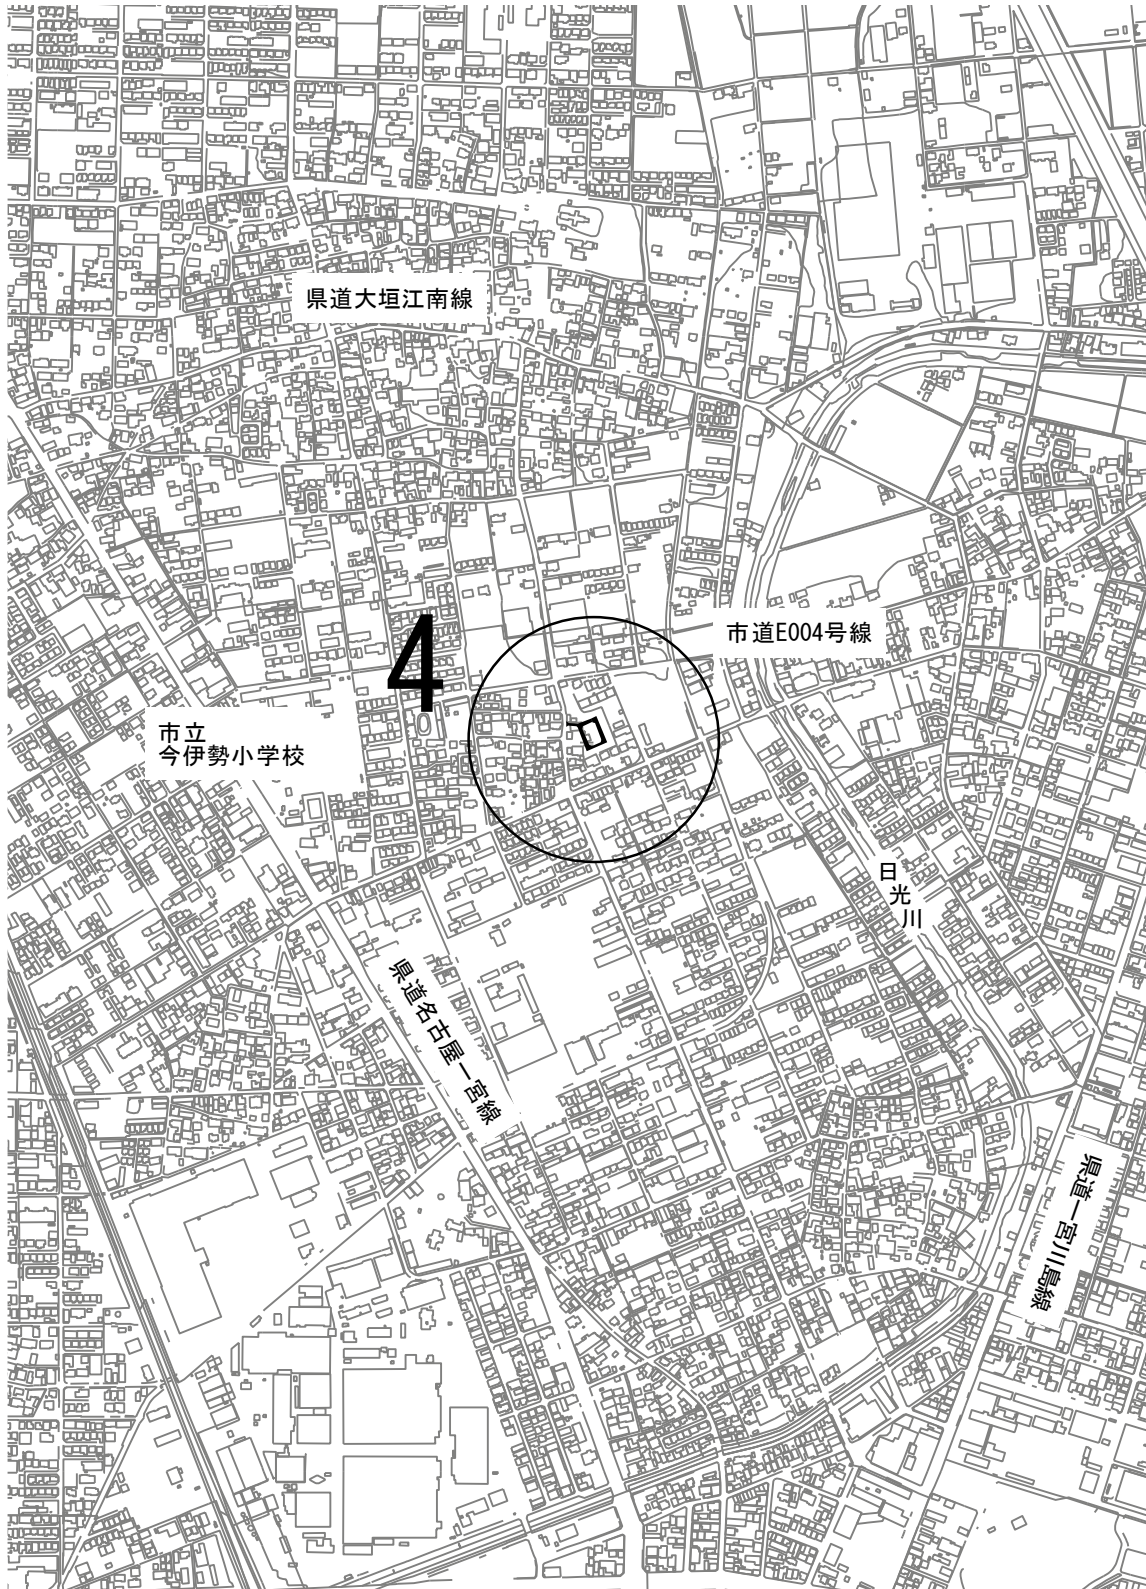 県道大垣江南線
市道E004号線
4
市立
今伊勢小学校
日光川
県道名古屋一宮線
県道一宮川島線